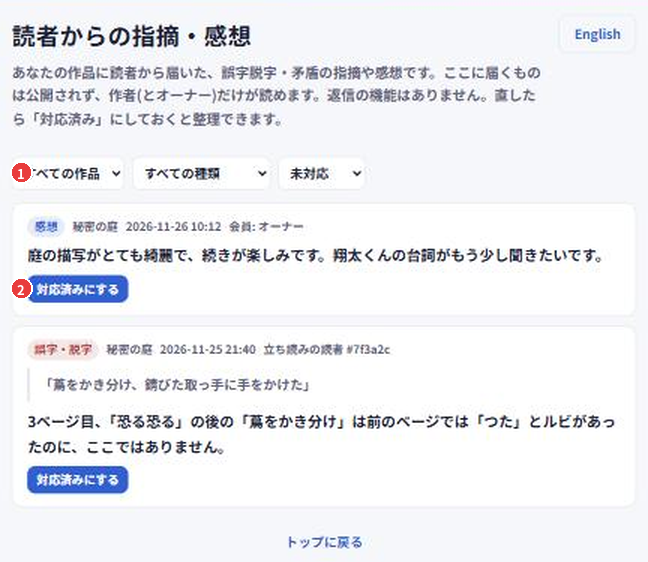 読者からの指摘・感想
English
あなたの作品に読者から届いた、誤字脱字・矛盾の指摘や感想です。ここに届くもの
は公開されず、作者(とオーナー)だけが読めます。返信の機能はありません。直した
ら「対応済み」にしておくと整理できます。
1 べての作品 すべての種類 未対応
感想 秘密の庭 2026-11-26 10:12 会員: オーナー
庭の描写がとても綺麗で、続きが楽しみです。翔太くんの台詞がもう少し聞きたいです。
2 対応済みにする
誤字・脱字 秘密の庭 2026-11-25 21:40 立ち読みの読者 #7f3a2c
「蔦をかき分け、錆びた取っ手に手をかけた」
3ページ目、「恐る恐る」の後の「蔦をかき分け」は前のページでは「つた」とルビがあっ
たのに、ここではありません。
対応済みにする
トップに戻る